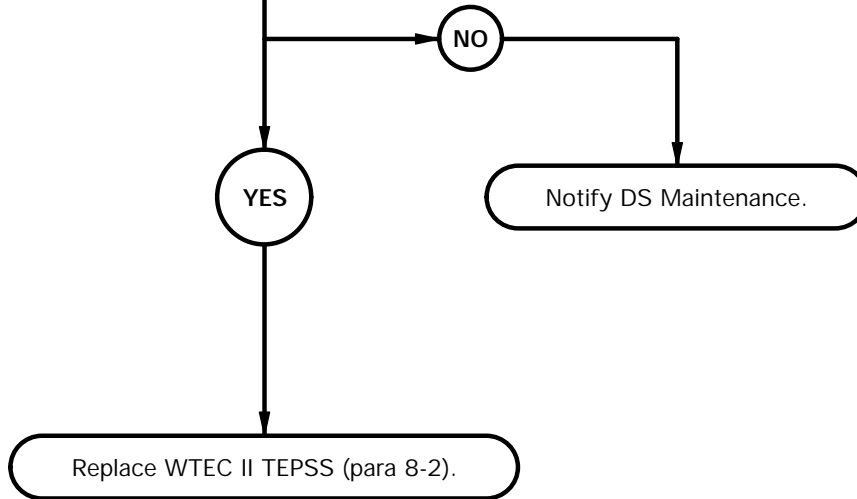 NO
YES
Notify DS Maintenance.
Replace WTEC II TEPSS (para 8-2).